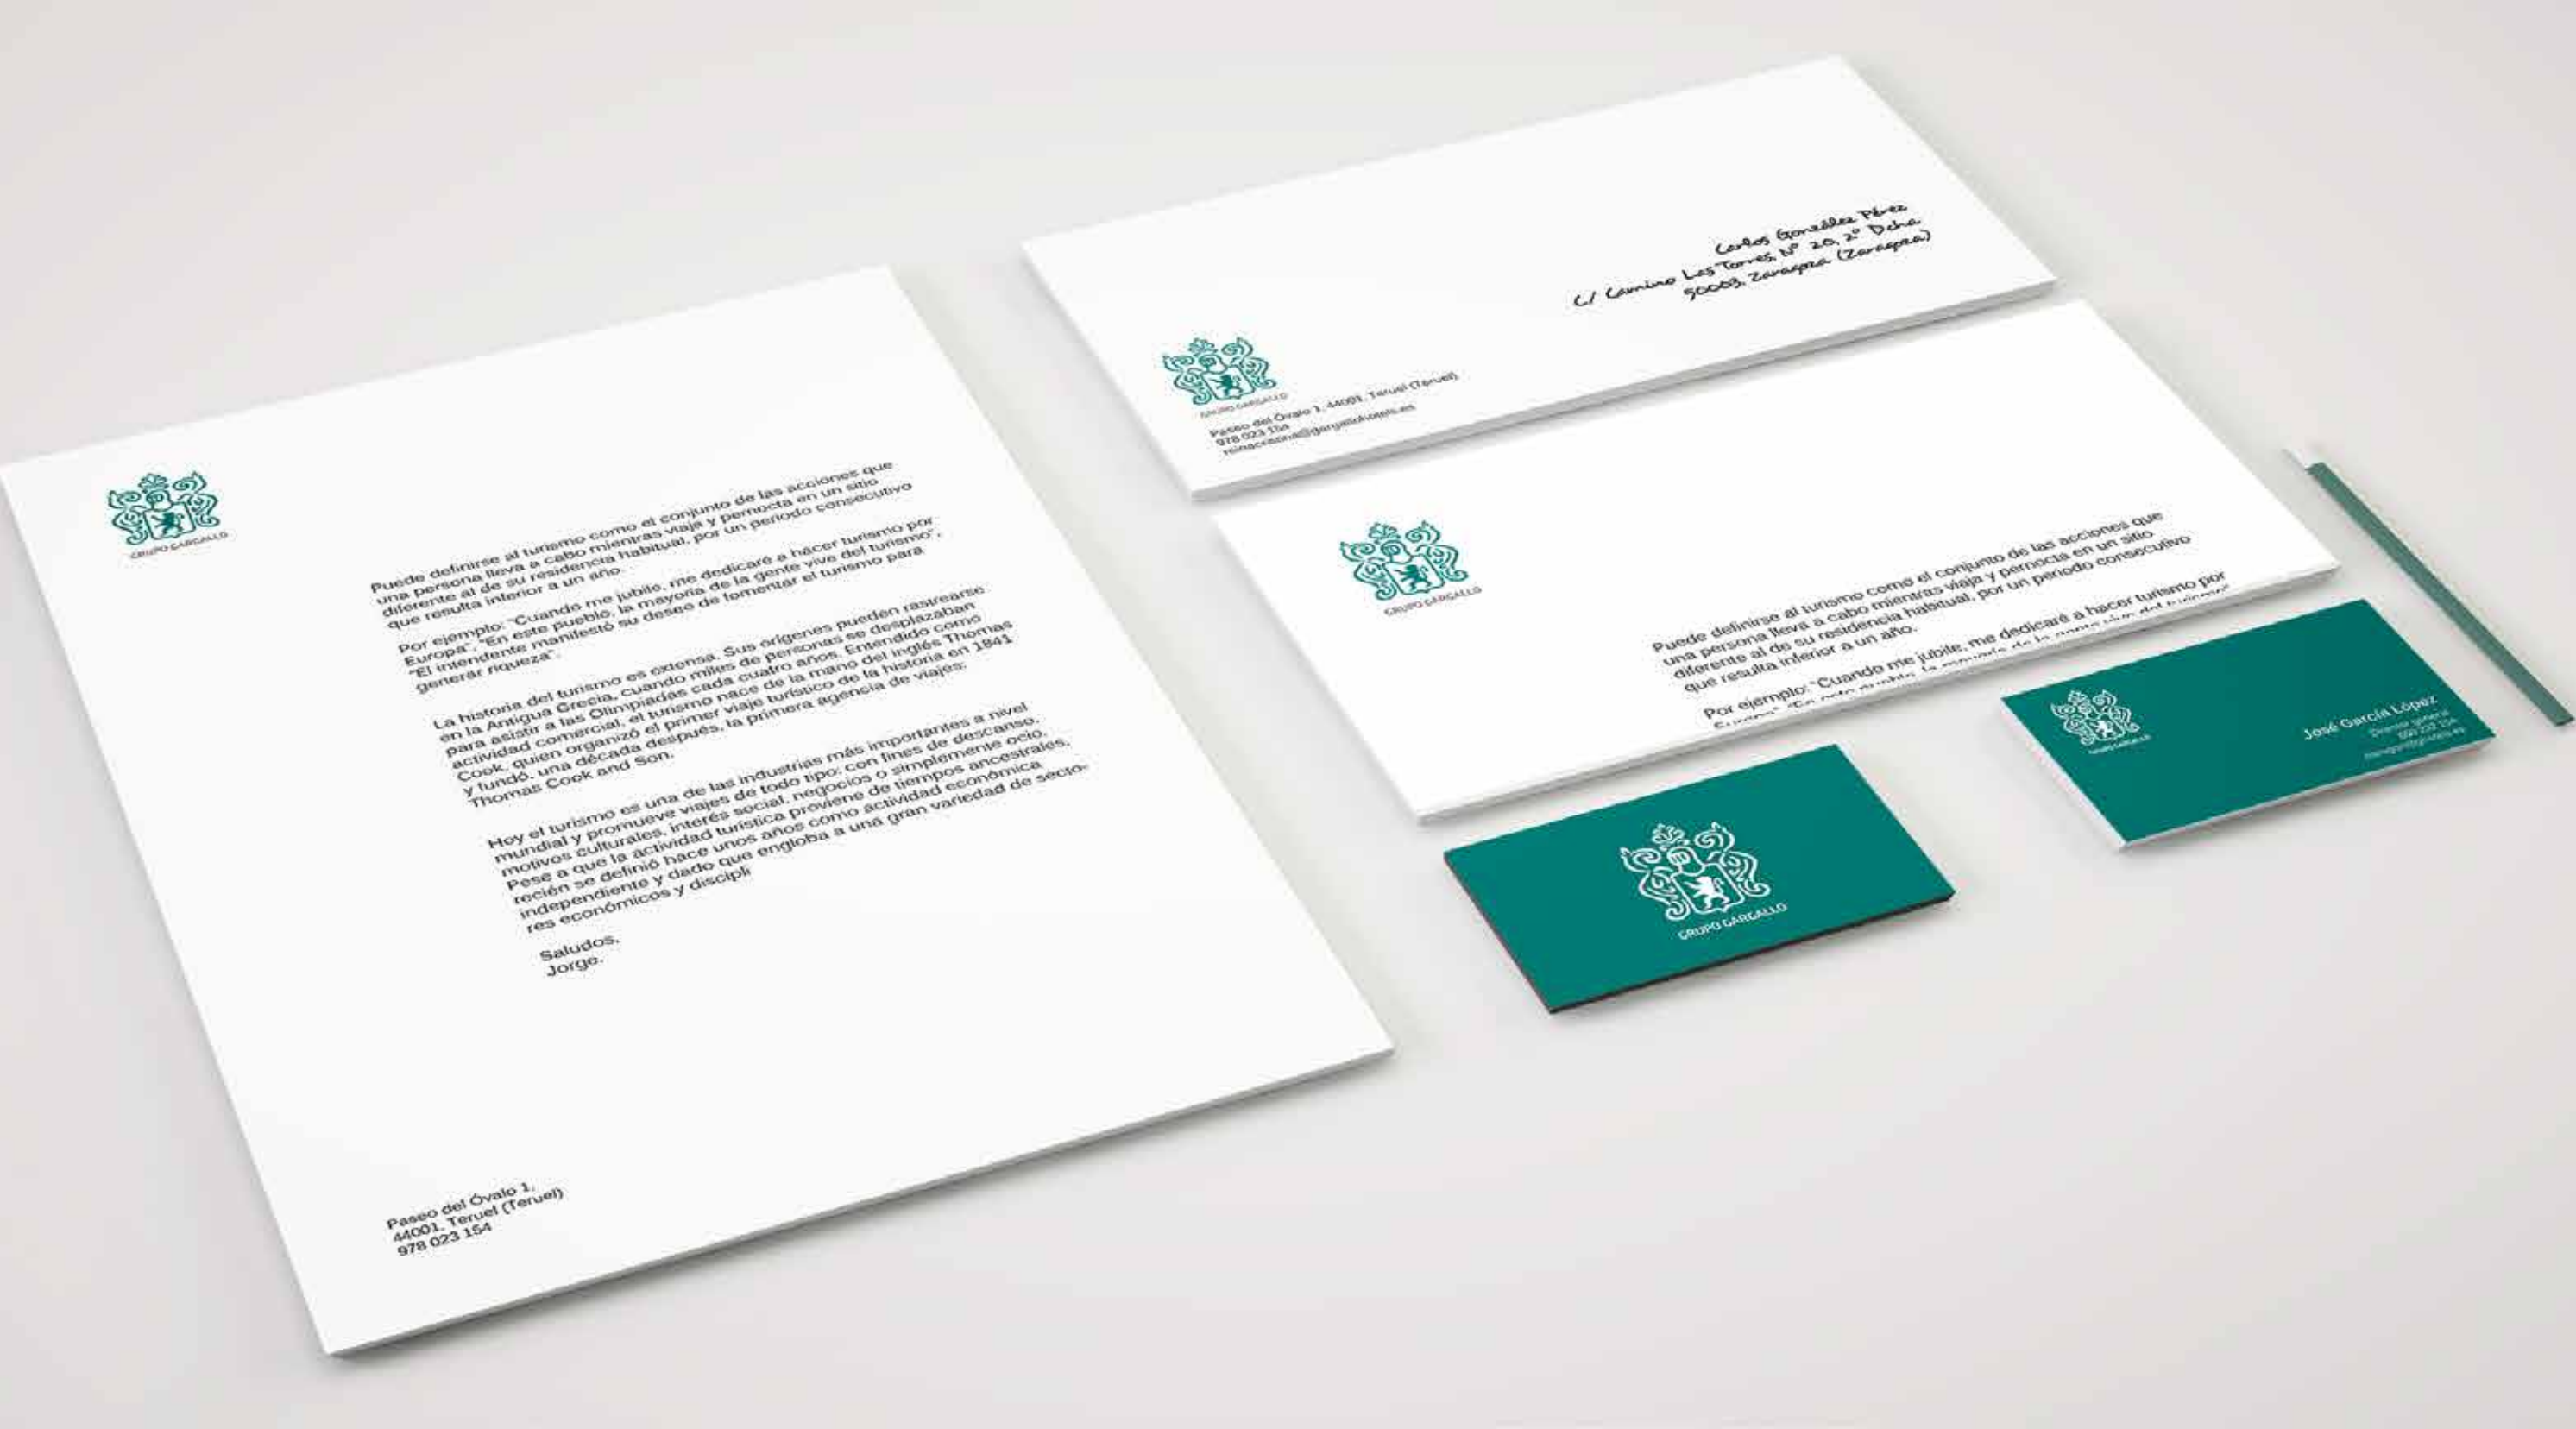 GRUPO GARGALLO
Puede definirse al turismo como el conjunto de las acciones que
una persona lleva a cabo mientras viaja y pernocta en un sitio
diferente al de su residencia habitual, por un periodo consecutivo
que resulta inferior a un año.
Por ejemplo: "Cuando me jubile, me dedicaré a hacer turismo por
Europa", "En este pueblo, la mayoría de la gente vive del turismo",
"El intendente manifestó su deseo de fomentar el turismo para
generar riqueza".
La historia del turismo es extensa. Sus orígenes pueden rastrearse
en la Antigua Grecia, cuando miles de personas se desplazaban
para asistir a las Olimpiadas cada cuatro años. Entendido como
actividad comercial, el turismo nace de la mano del inglés Thomas
Cook, quien organizó el primer viaje turístico de la historia en 1841
y fundó, una década después, la primera agencia de viajes:
Thomas Cook and Son.
Hoy el turismo es una de las industrias más importantes a nivel
mundial y promueve viajes de todo tipo: con fines de descanso,
motivos culturales, interés social, negocios o simplemente ocio.
Pese a que la actividad turística proviene de tiempos ancestrales,
recién se definió hace unos años como actividad económica
independiente y dado que engloba a una gran variedad de secto-
res económicos y discipli
Saludos,
Jorge.
Paseo del Óvalo 1,
44001, Teruel (Teruel)
978 023 154
Carlos González Pérez
C/ Camino Las Torres, Nº 20, 2º Dcha
50003, Zaragoza (Zaragoza)
GRUPO GARGALLO
Paseo del Óvalo 1, 44001, Teruel (Teruel)
978 023 154
GRUPO GARGALLO
Puede definirse al turismo como el conjunto de las acciones que
una persona lleva a cabo mientras viaja y pernocta en un sitio
diferente al de su residencia habitual, por un periodo consecutivo
que resulta inferior a un año.
Por ejemplo: "Cuando me jubile, me dedicaré a hacer turismo por
GRUPO GARGALLO
GRUPO GARGALLO
José García López
Director general